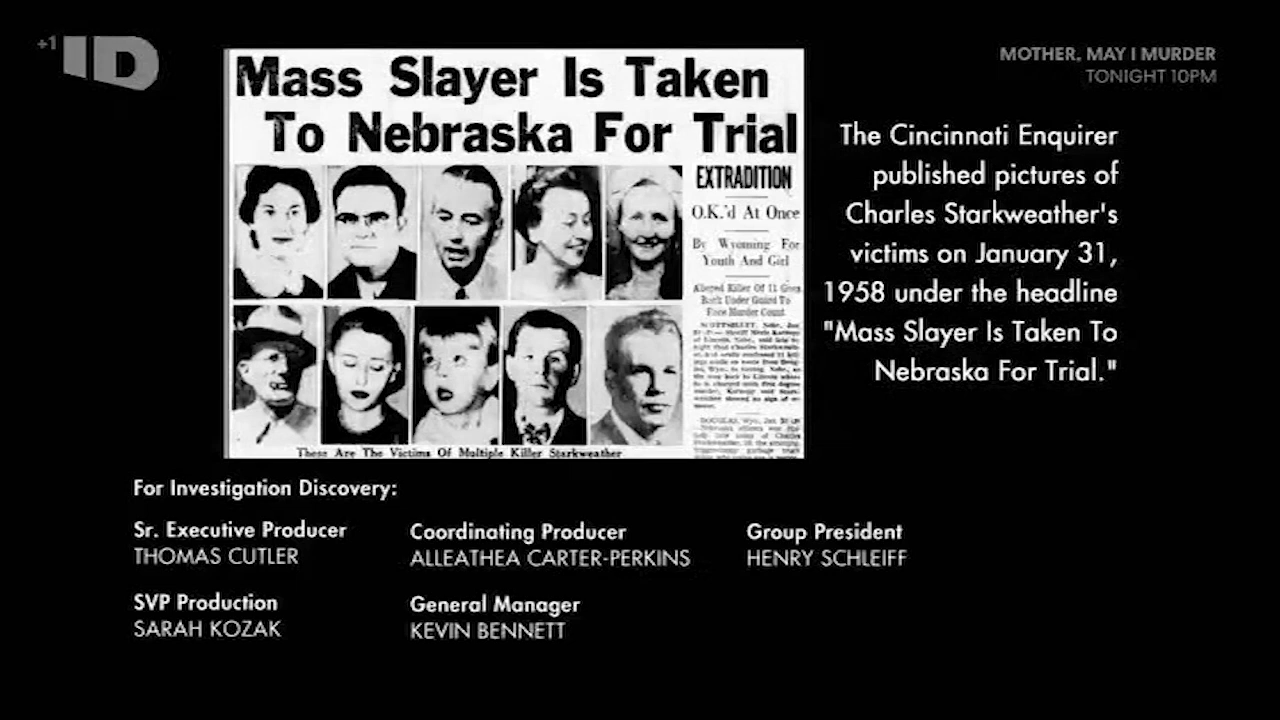 +1 ID
MOTHER, MAY I MURDER
TONIGHT 10PM
Mass Slayer Is Taken
To Nebraska For Trial
EXTRADITION
O.K.'d At Once
By Wyoming For
Youth And Girl
These Are The Victims Of Multiple Killer Starkweather
The Cincinnati Enquirer
published pictures of
Charles Starkweather's
victims on January 31,
1958 under the headline
"Mass Slayer Is Taken To
Nebraska For Trial."
For Investigation Discovery:
Sr. Executive Producer
THOMAS CUTLER
Coordinating Producer
ALLEATHEA CARTER-PERKINS
Group President
HENRY SCHLEIFF
SVP Production
SARAH KOZAK
General Manager
KEVIN BENNETT